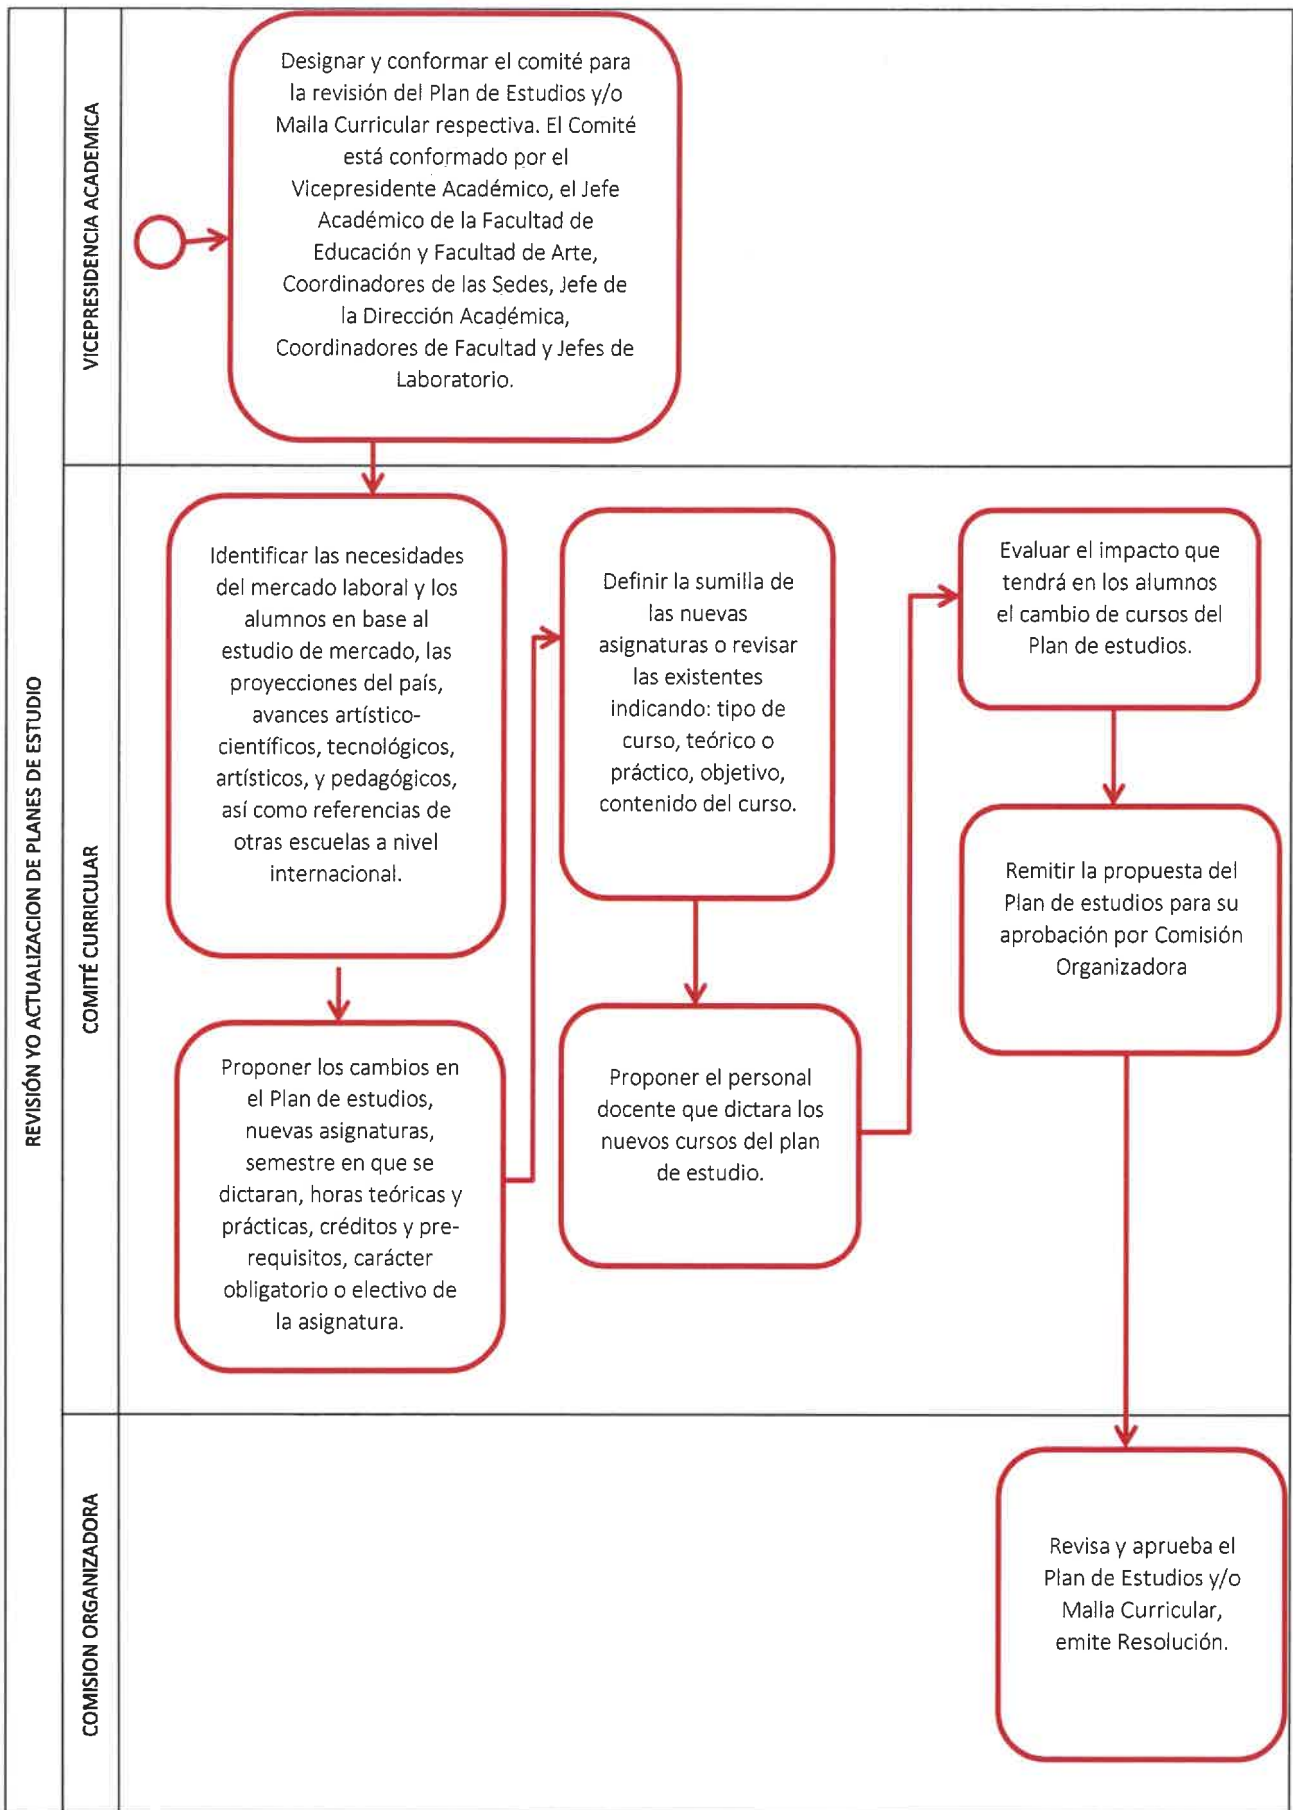 REVISIÓN YO ACTUALIZACION DE PLANES DE ESTUDIO
VICEPRESIDENCIA ACADEMICA
Designar y conformar el comité para
la revisión del Plan de Estudios y/o
Malla Curricular respectiva. El Comité
está conformado por el
Vicepresidente Académico, el Jefe
Académico de la Facultad de
Educación y Facultad de Arte,
Coordinadores de las Sedes, Jefe de
la Dirección Académica,
Coordinadores de Facultad y Jefes de
Laboratorio.
COMITÉ CURRICULAR
Identificar las necesidades
del mercado laboral y los
alumnos en base al
estudio de mercado, las
proyecciones del país,
avances artístico-
científicos, tecnológicos,
artísticos, y pedagógicos,
así como referencias de
otras escuelas a nivel
internacional.
Proponer los cambios en
el Plan de estudios,
nuevas asignaturas,
semestre en que se
dictaran, horas teóricas y
prácticas, créditos y pre-
requisitos, carácter
obligatorio o electivo de
la asignatura.
Definir la sumilla de
las nuevas
asignaturas o revisar
las existentes
indicando: tipo de
curso, teórico o
práctico, objetivo,
contenido del curso.
Proponer el personal
docente que dictara los
nuevos cursos del plan
de estudio.
Evaluar el impacto que
tendrá en los alumnos
el cambio de cursos del
Plan de estudios.
Remitir la propuesta del
Plan de estudios para su
aprobación por Comisión
Organizadora
COMISION ORGANIZADORA
Revisa y aprueba el
Plan de Estudios y/o
Malla Curricular,
emite Resolución.